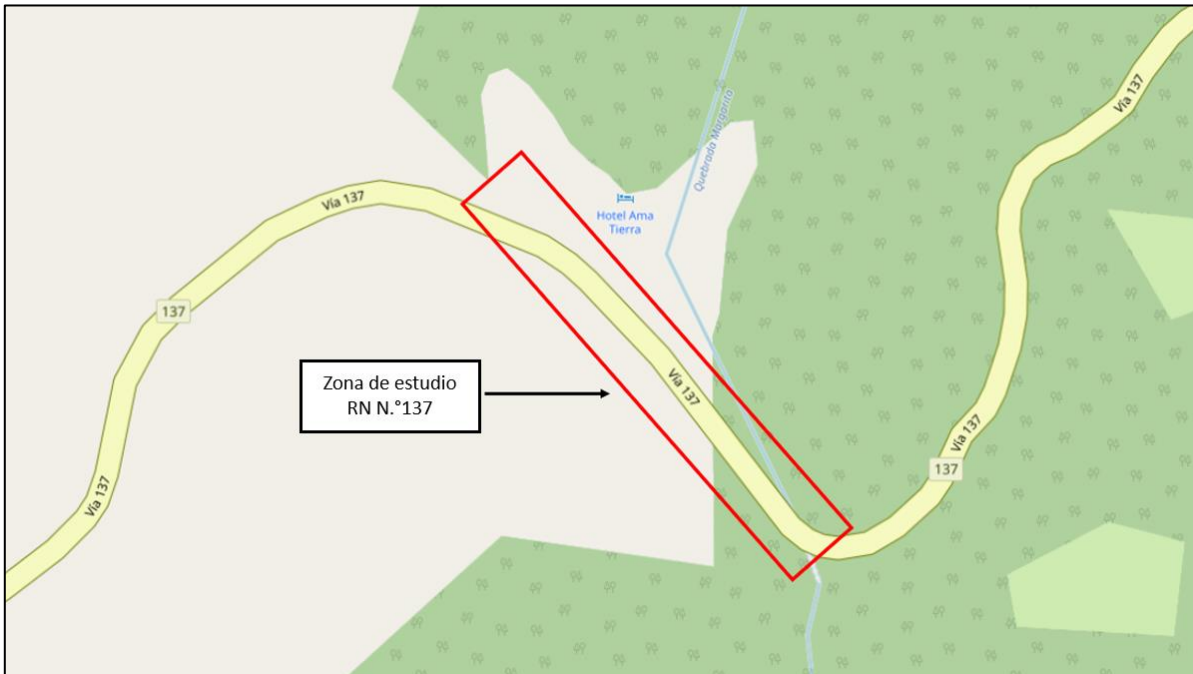 Vía 137
Quebrada Margarita
Vía 137
Hotel Ama
Tierra
137
Zona de estudio
RN N.°137
Vía 137
Vía 137
137
Vía 137